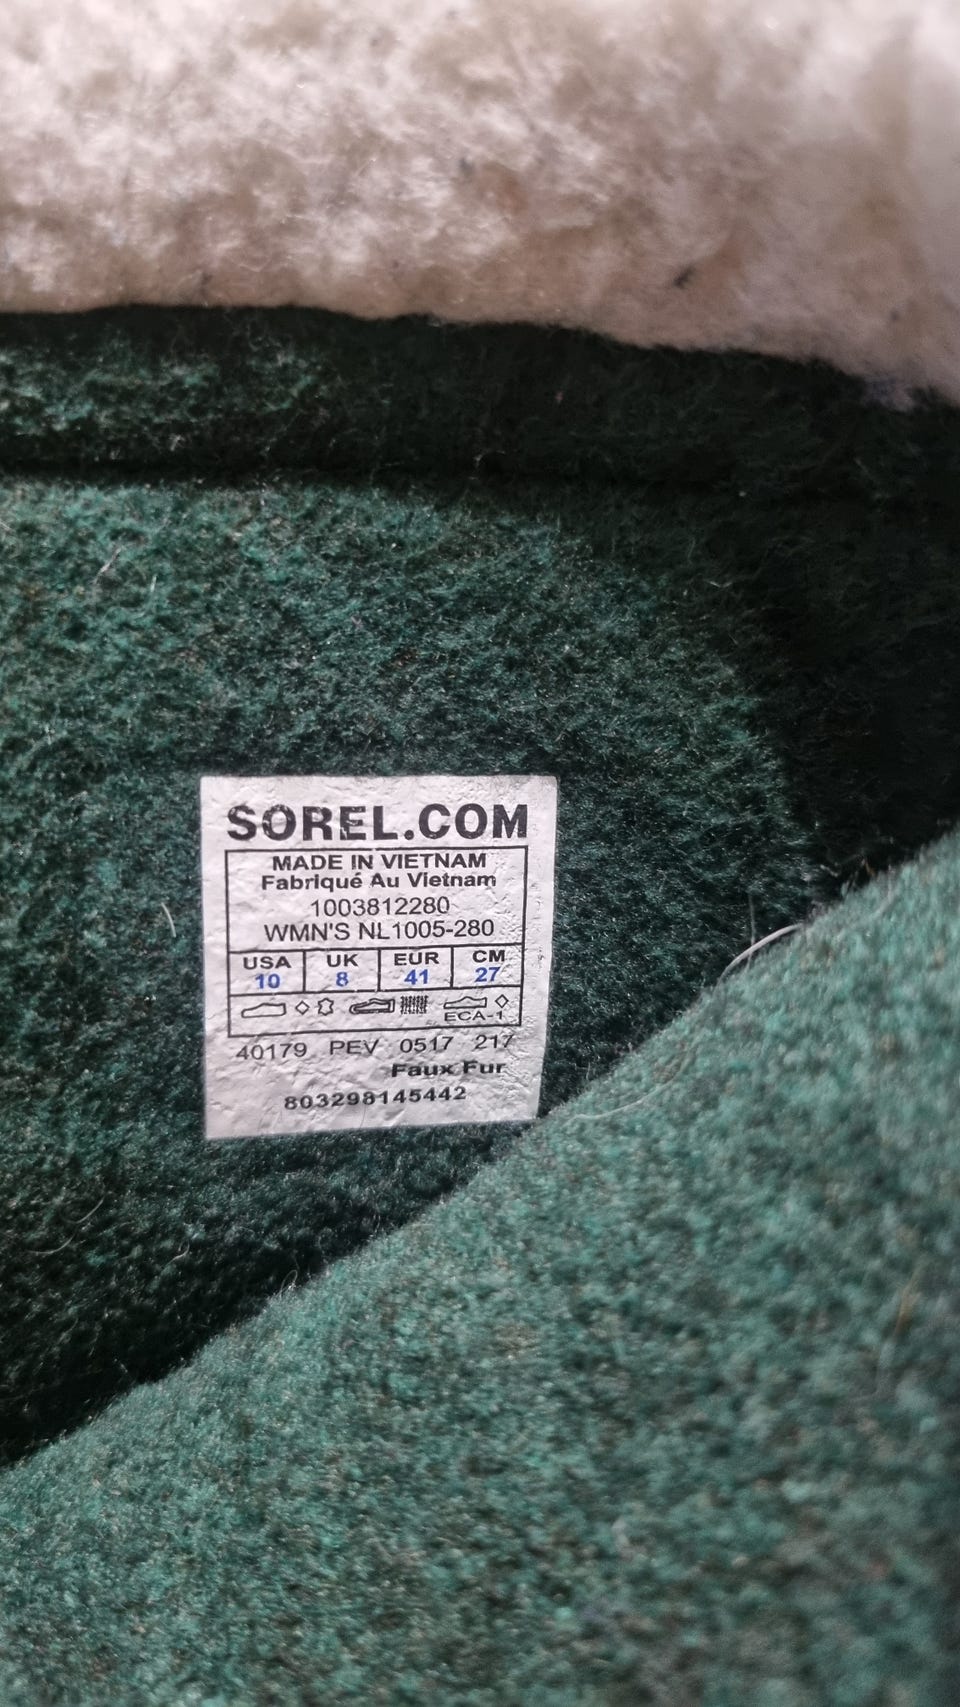 SOREL.COM
MADE IN VIETNAM
Fabriqué Au Vietnam
1003812280
WMN'S NL1005-280
USA UK EUR CM
10 8 41 27
ECA-1
40179 PEV 0517 217
Faux Fur
803298145442